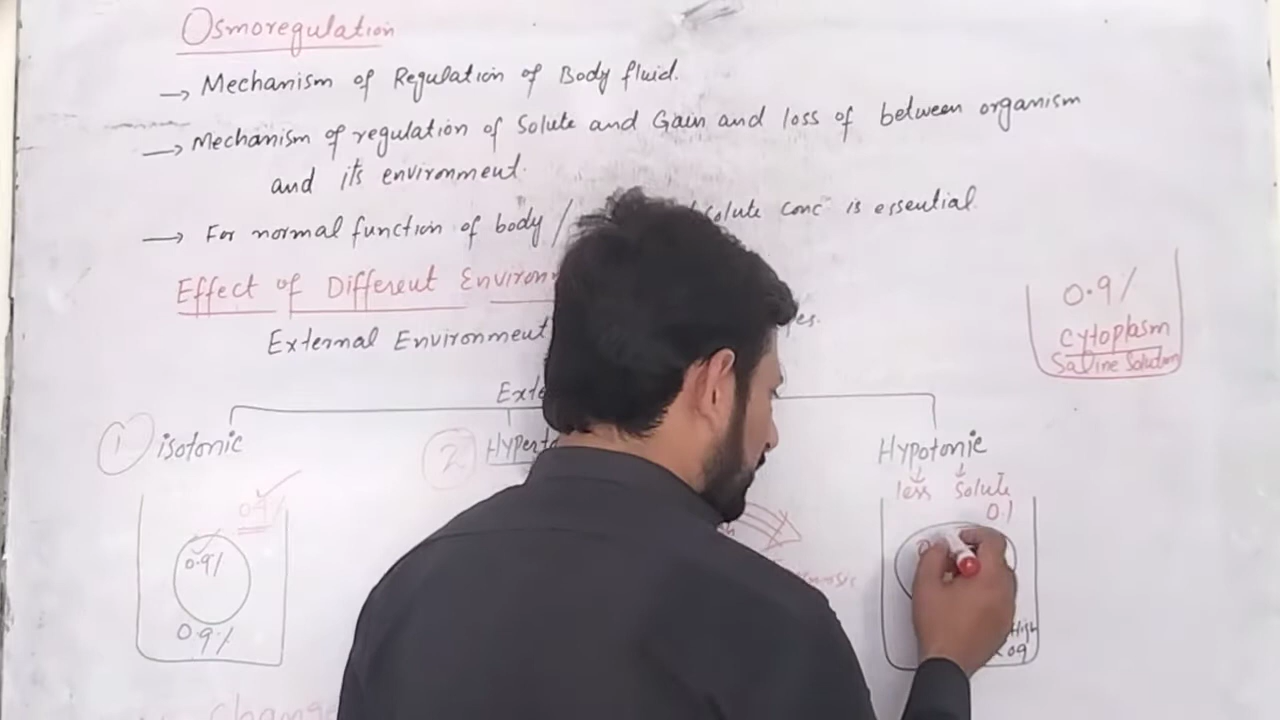 Osmoregulation
→ Mechanism of Regulation of Body fluid.
→ Mechanism of regulation of Solute and Gain and loss of between organism
and its environment.
→ For normal function of body / solute conc is essential
Effect of Different Environ
External Environment
0.9%
cytoplasm
Saline Solution
Exte
1 isotonic
2 Hyperto
Hypotonic
less solute
0.9%
0.1
0.9%
0.9%
High
09
Change